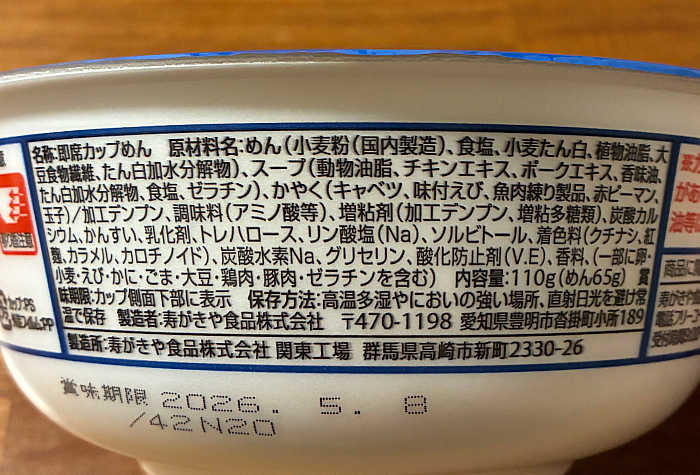 名称:即席カップめん 原材料名:めん(小麦粉(国内製造)、食塩、小麦たん白、植物油脂、大
豆食物繊維、たん白加水分解物)、スープ(動物油脂、チキンエキス、ポークエキス、香味油、
たん白加水分解物、食塩、ゼラチン)、かやく(キャベツ、味付えび、魚肉練り製品、赤ピーマン、
玉子)/加工デンプン、調味料(アミノ酸等)、増粘剤(加工デンプン、増粘多糖類)、炭酸カル
シウム、かんすい、乳化剤、トレハロース、リン酸塩(Na)、ソルビトール、着色料(クチナシ、紅
麹、カラメル、カロチノイド)、炭酸水素Na、グリセリン、酸化防止剤(V.E)、香料、(一部に卵・
小麦・えび・かに・ごま・大豆・鶏肉・豚肉・ゼラチンを含む) 内容量:110g(めん65g) 賞
味期限:カップ側面下部に表示 保存方法:高温多湿やにおいの強い場所、直射日光を避け常
温で保存 製造者:寿がきや食品株式会社 〒470-1198 愛知県豊明市沓掛町小所189
製造所:寿がきや食品株式会社 関東工場 群馬県高崎市新町2330-26
賞味期限 2026. 5. 8
/42N20